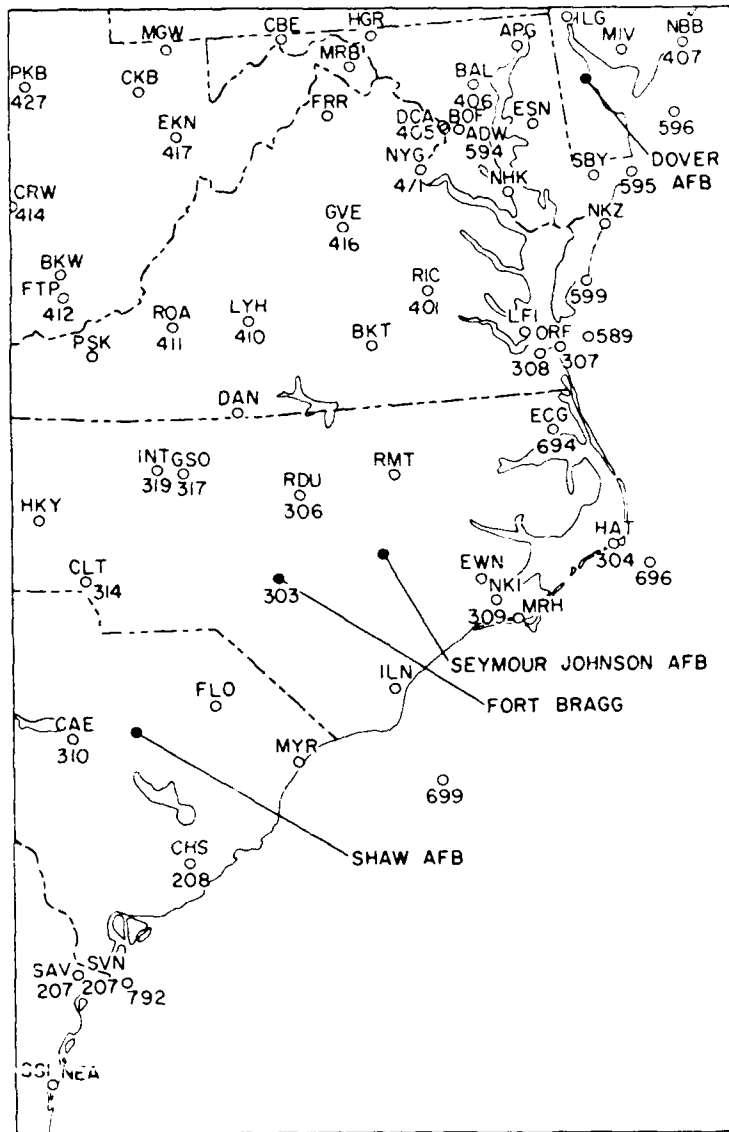 MGW
CBE
HGR
APG
ILG
MIV
NBB
407
PKB
427
CKB
MRB
BAL
406
FRR
DCA
405
BOF
ADW
594
ESN
596
EKN
417
NYG
471
NHK
SBY
595
DOVER
AFB
CRW
414
GVE
416
NKZ
BKW
FTP
412
RIC
401
599
ROA
411
LYH
410
BKT
LFI
ORF
589
308
307
PSK
DAN
ECG
694
INT
319
GSO
317
RDU
306
RMT
HKY
HAT
304
696
CLT
314
303
EWN
NKI
309
MRH
SEYMOUR JOHNSON AFB
ILN
FORT BRAGG
FLO
CAE
310
MYR
699
SHAW AFB
CHS
208
SAV
207
SVN
207
792
SSI
NEA